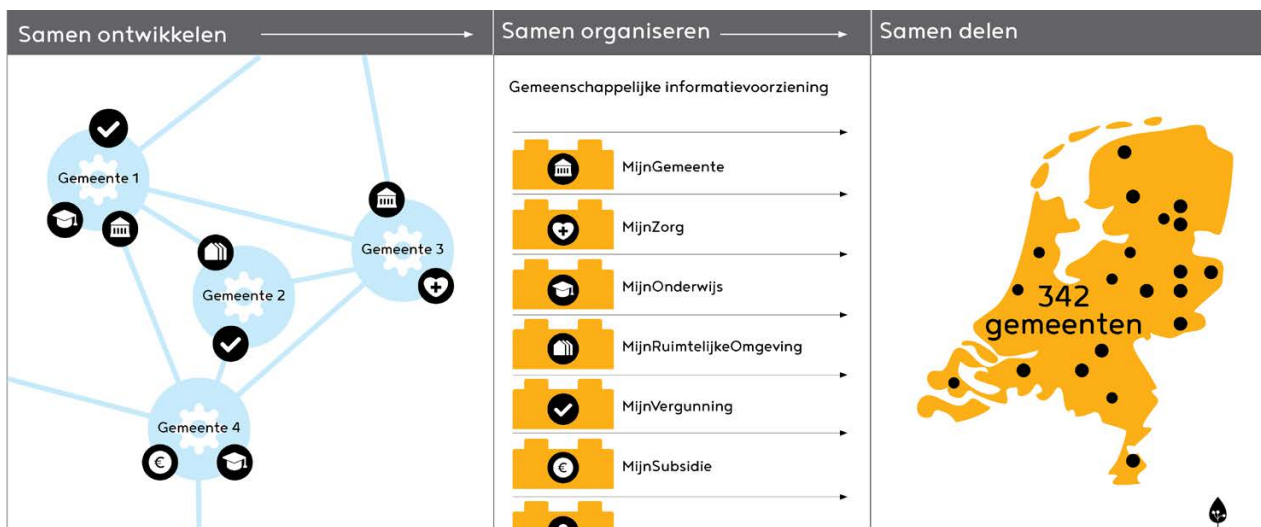 Samen ontwikkelen
Samen organiseren
Samen delen
Gemeente 1
Gemeente 2
Gemeente 3
Gemeente 4
€
Gemeenschappelijke informatievoorziening
MijnGemeente
MijnZorg
MijnOnderwijs
MijnRuimtelijkeOmgeving
MijnVergunning
€
MijnSubsidie
342
gemeenten